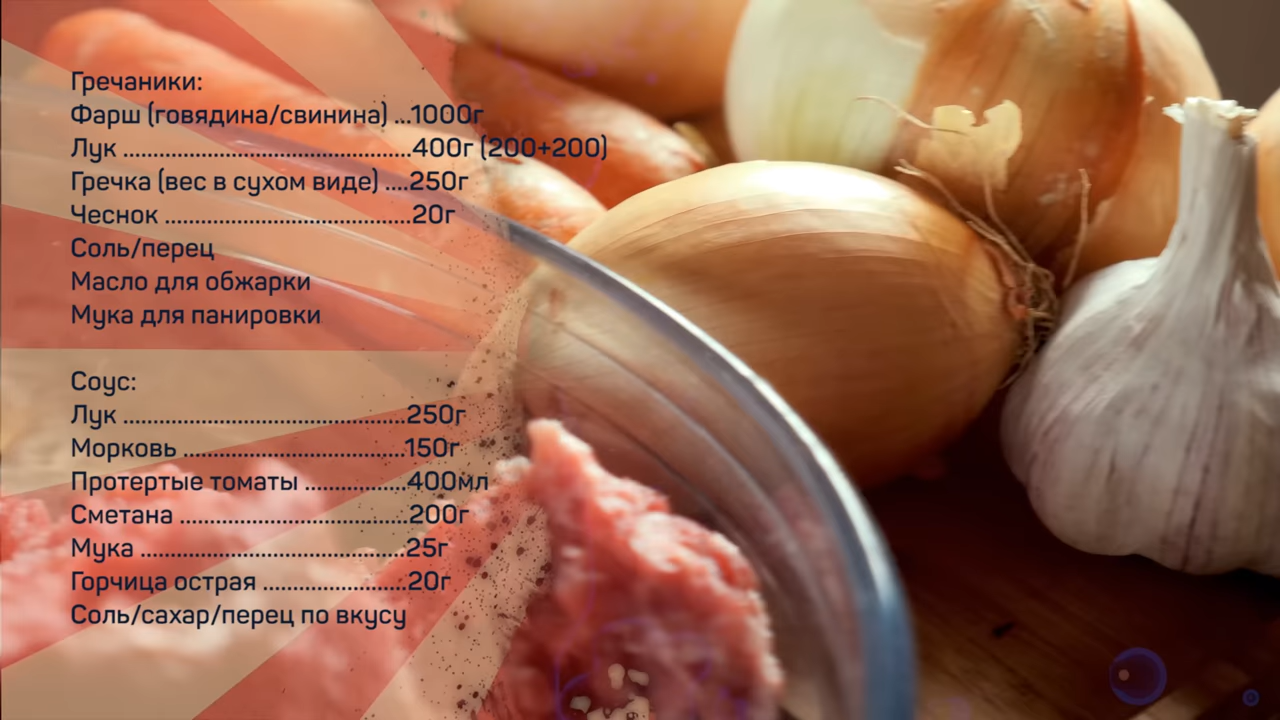 Гречаники:
Фарш (говядина/свинина) ...1000г
Лук ..........................................400г (200+200)
Гречка (вес в сухом виде) ....250г
Чеснок ....................................20г
Соль/перец
Масло для обжарки
Мука для панировки
Соус:
Лук .........................................250г
Морковь ................................150г
Протертые томаты ...............400мл
Сметана .................................200г
Мука ......................................25г
Горчица острая .....................20г
Соль/сахар/перец по вкусу